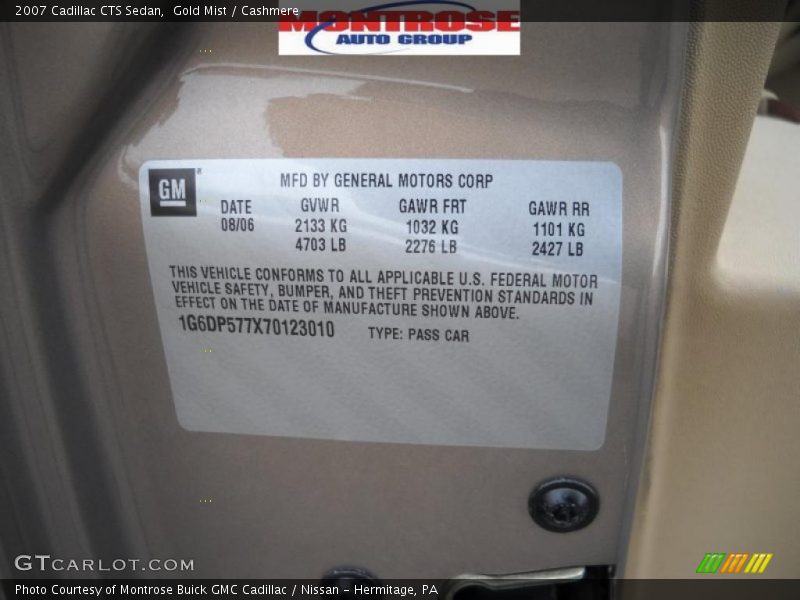 2007 Cadillac CTS Sedan, Gold Mist / Cashmere
MONTROSE
AUTO GROUP
GM
MFD BY GENERAL MOTORS CORP
DATE GVWR GAWR FRT GAWR RR
08/06 2133 KG 1032 KG 1101 KG
4703 LB 2276 LB 2427 LB
THIS VEHICLE CONFORMS TO ALL APPLICABLE U.S. FEDERAL MOTOR
VEHICLE SAFETY, BUMPER, AND THEFT PREVENTION STANDARDS IN
EFFECT ON THE DATE OF MANUFACTURE SHOWN ABOVE.
1G6DP577X70123010 TYPE: PASS CAR
GTCARLOT.COM
Photo Courtesy of Montrose Buick GMC Cadillac / Nissan - Hermitage, PA